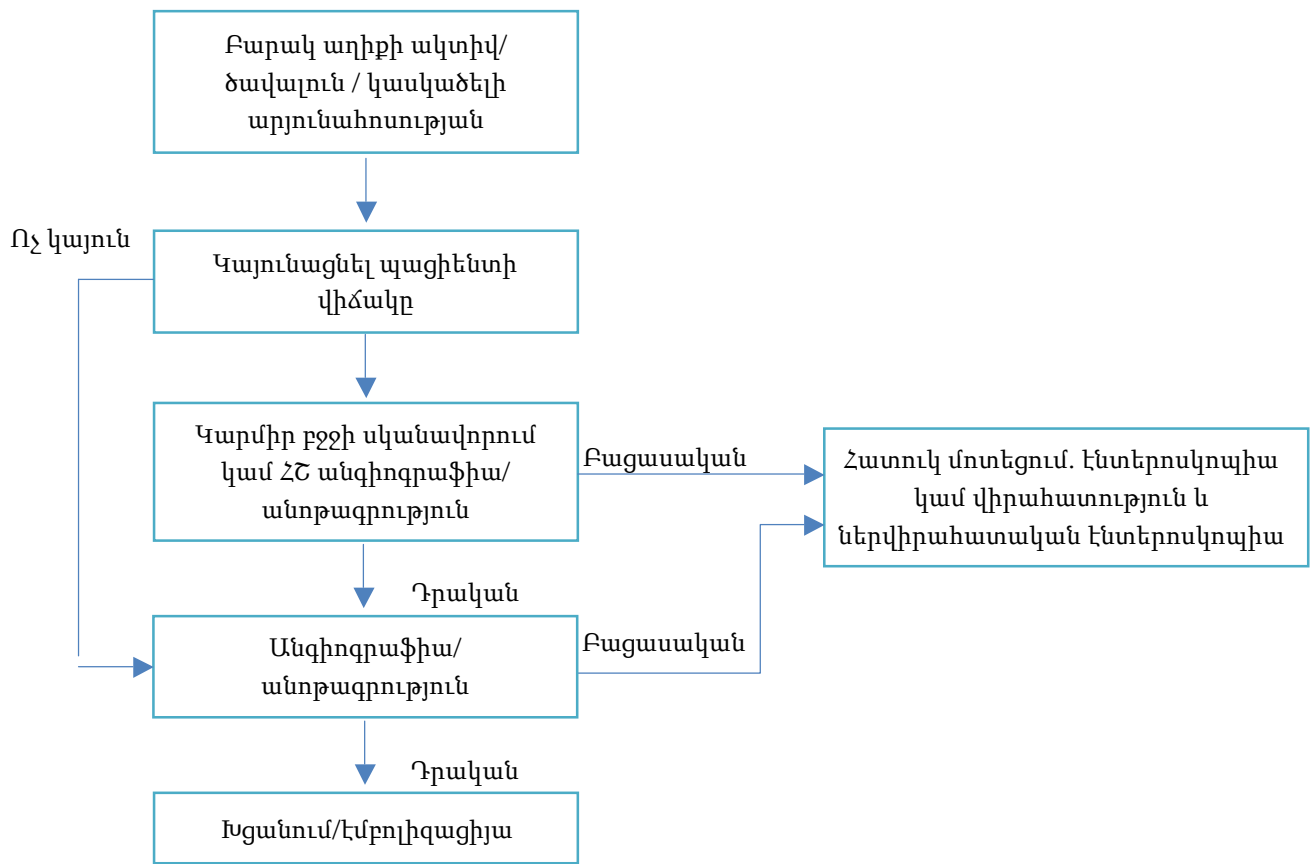 Բարակ աղիքի ակտիվ/
ծավալուն / կասկածելի
արյունահոսության
Ոչ կայուն
Կայունացնել պացիենտի
վիճակը
Կարմիր բջջի սկանավորում
կամ ՀՇ անգիոգրաֆիա/
անոթագրություն
Բացասական
Հատուկ մոտեցում. էնտերոսկոպիա
կամ վիրահատություն և
ներվիրահատական էնտերոսկոպիա
Դրական
Անգիոգրաֆիա/
անոթագրություն
Բացասական
Դրական
Խցանում/էմբոլիզացիյա